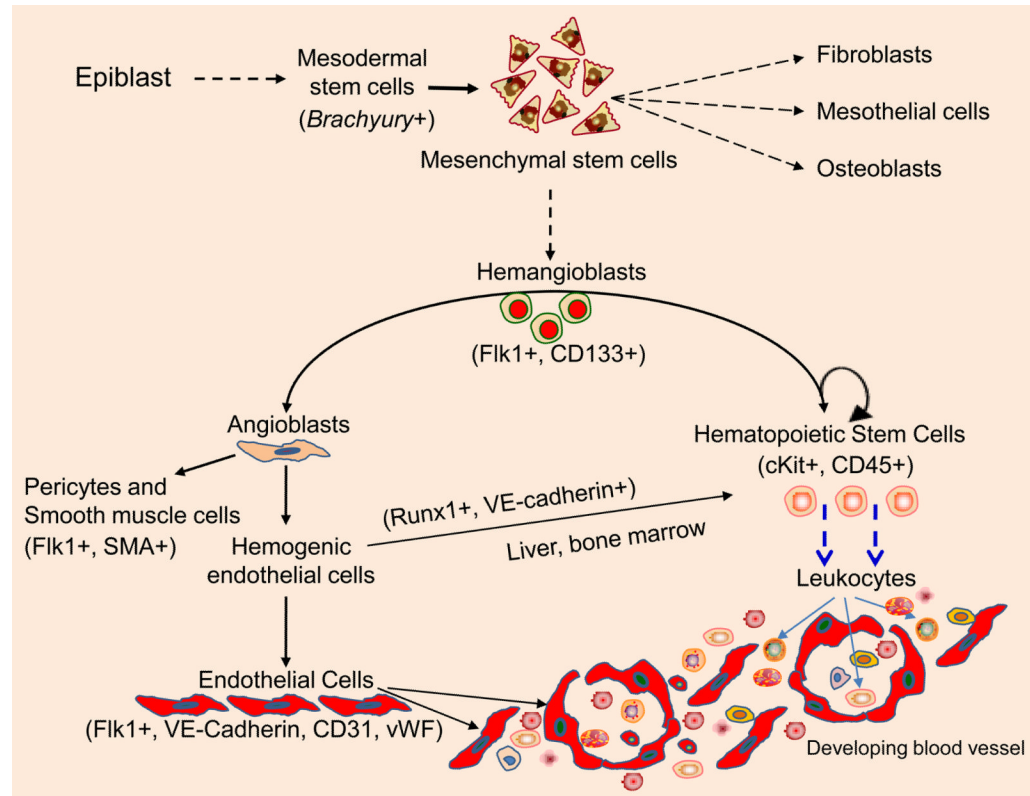 Epiblast
Mesodermal
stem cells
(Brachyury+)
Mesenchymal stem cells
Fibroblasts
Mesothelial cells
Osteoblasts
Hemangioblasts
(Flk1+, CD133+)
Angioblasts
Hematopoietic Stem Cells
(cKit+, CD45+)
Pericytes and
Smooth muscle cells
(Flk1+, SMA+)
(Runx1+, VE-cadherin+)
Liver, bone marrow
Hemogenic
endothelial cells
Leukocytes
Endothelial Cells
(Flk1+, VE-Cadherin, CD31, vWF)
Developing blood vessel